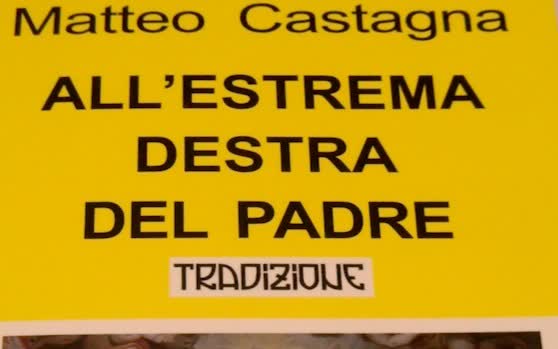 Matteo Castagna
ALL'ESTREMA
DESTRA
DEL PADRE
TRADIZIONE